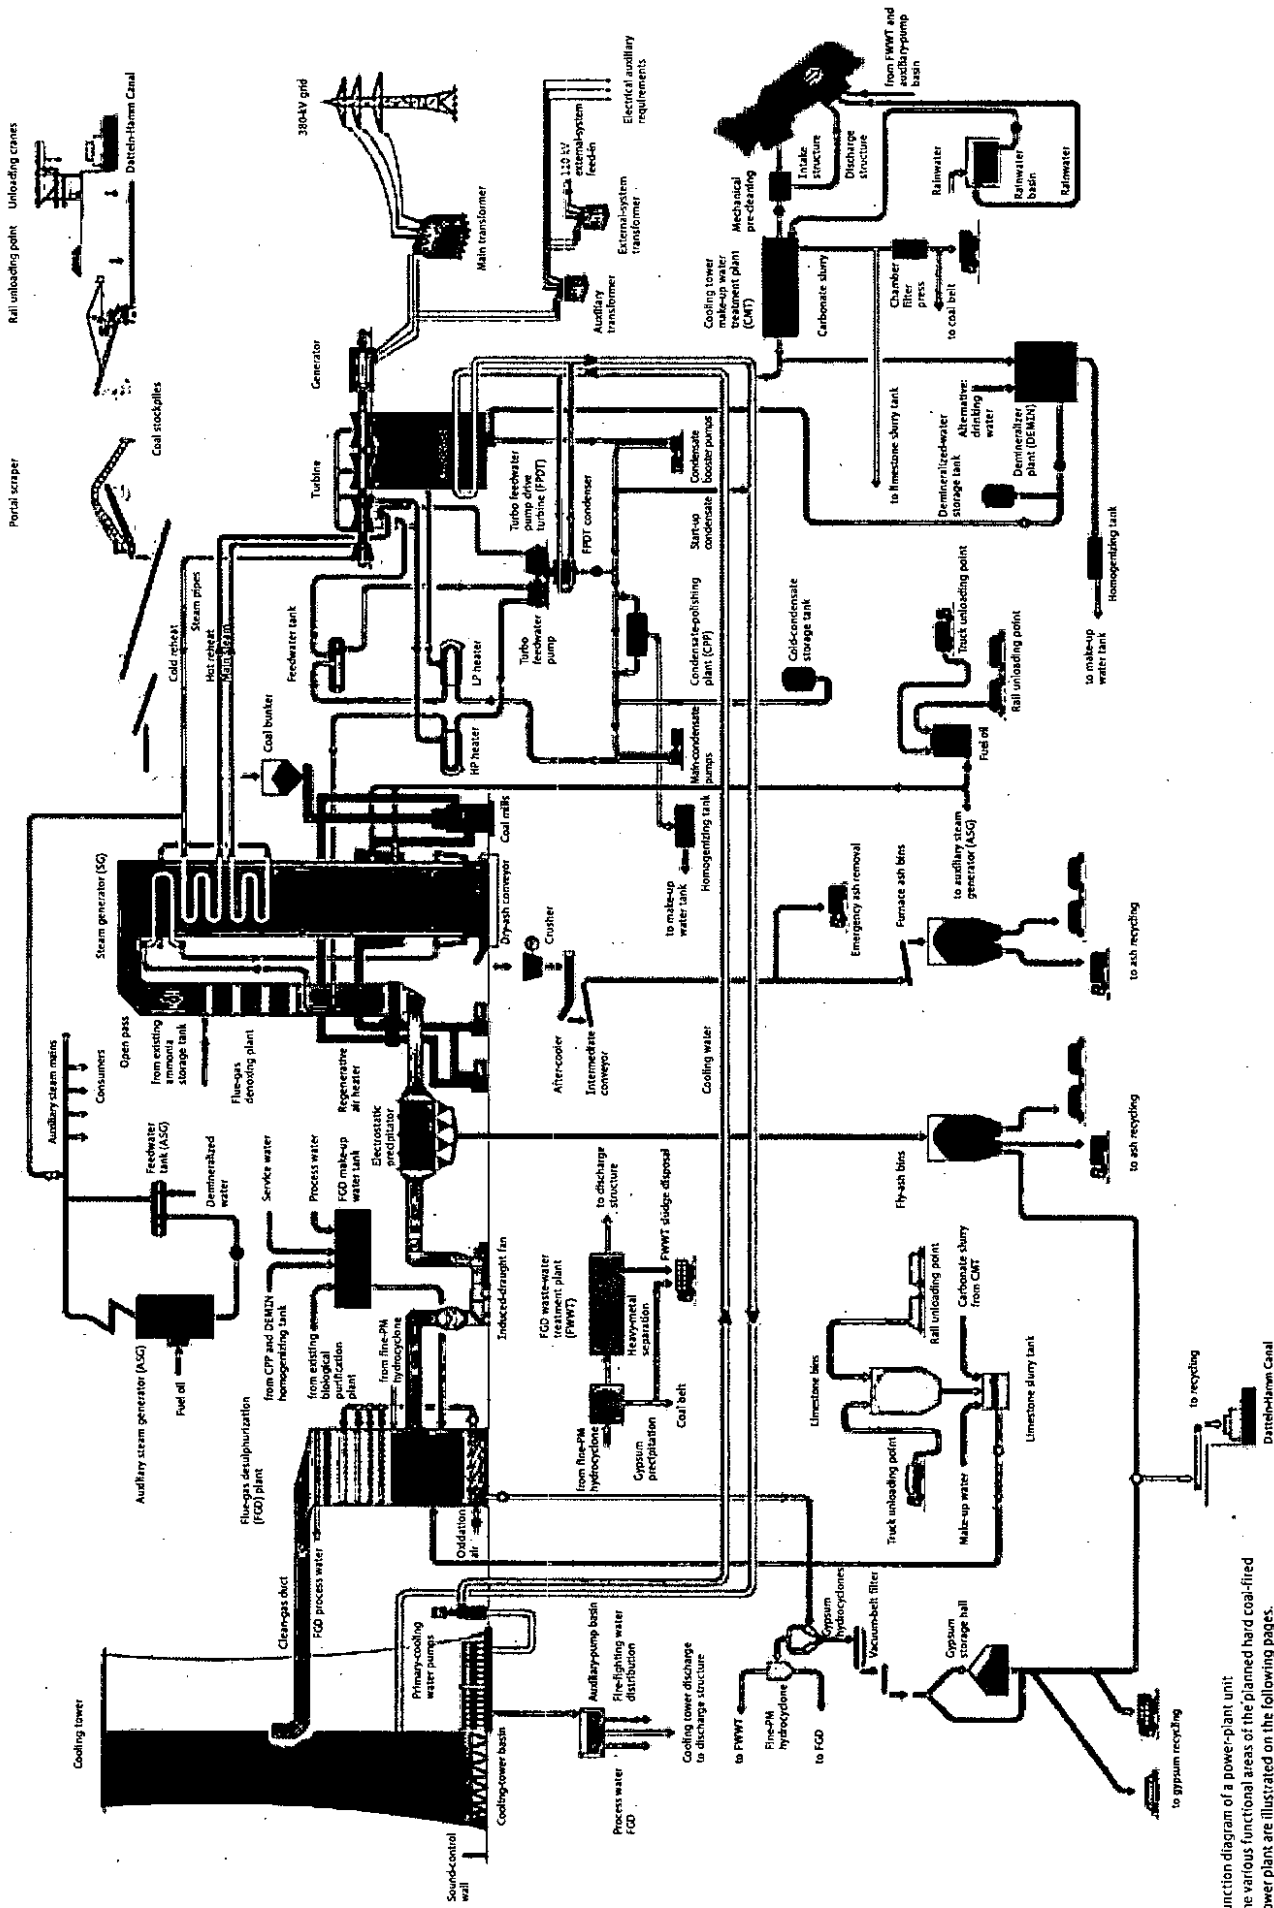 Cooling tower
Sound-control
wall
Cooling-tower basin
Primary-cooling
water pumps
Clean-gas duct
FGD process water
Flue-gas desulphurization
(FGD) plant
Oxidation
air
Auxiliary steam generator (ASG)
Fuel oil
Feedwater
tank (ASG)
Demineralized
water
Auxiliary steam mains
Consumers
from CPP and DEMIN
homogenizing tank
Service water
Process water
FGD make-up
water tank
from existing
biological
purification
plant
from fine-PM
hydrocyclone
Induced-draught fan
Electrostatic
precipitator
Regenerative
air heater
Flue-gas
denoxing plant
from existing
ammonia
storage tank
Open pass
Steam generator (SG)
Dry-ash conveyor
Coal mills
Coal bunker
Cold reheat
Steam pipes
Hot reheat
Main steam
Portal scraper
Coal stockpiles
Rail unloading point
Unloading cranes
Datteln-Hamm Canal
Feedwater tank
HP heater
LP heater
Turbine
Generator
380-kV grid
Main transformer
Turbo feedwater
pump drive
turbine (FPDT)
Turbo
feedwater
pump
FPDT condenser
Auxiliary
transformer
External-system
transformer
110 kV
external-system
feed-in
Electrical auxiliary
requirements
Process water
FGD
Auxiliary-pump basin
Fire-fighting water
distribution
Cooling tower discharge
to discharge structure
from fine-PM
hydrocyclone
Gypsum
precipitation
Coal belt
FGD waste-water
treatment plant
(FWWT)
Heavy-metal
separation
to discharge
structure
FWWT sludge disposal
After-cooler
Intermediate
conveyor
Crusher
Cooling water
to make-up
water tank
Homogenizing tank
Main-condensate
pumps
Condensate-polishing
plant (CPP)
Start-up
condensate
Condensate
booster pumps
Cold-condensate
storage tank
Cooling tower
make-up water
treatment plant
(CMT)
Mechanical
pre-cleaning
Intake
structure
Discharge
structure
from FWWT and
auxiliary-pump
basin
Carbonate slurry
Chamber
filter
press
to coal belt
to limestone slurry tank
Rainwater
Rainwater
basin
Rainwater
Demineralized-water
storage tank
Alternative:
drinking
water
Demineralizer
plant (DEMIN)
Homogenizing tank
to make-up
water tank
Truck unloading point
Rail unloading point
Fuel oil
to auxiliary steam
generator (ASG)
Emergency ash removal
Furnace ash bins
to ash recycling
Fly-ash bins
to ash recycling
Limestone bins
Rail unloading point
Truck unloading point
Make-up water
Carbonate slurry
from CMT
Limestone slurry tank
to FWWT
Fine-PM
hydrocyclone
to FGD
Gypsum
hydrocyclones
Vacuum-belt filter
Gypsum
storage hall
to gypsum recycling
to recycling
Datteln-Hamm Canal
unction diagram of a power-plant unit
he various functional areas of the planned hard coal-fired
ower plant are illustrated on the following pages.